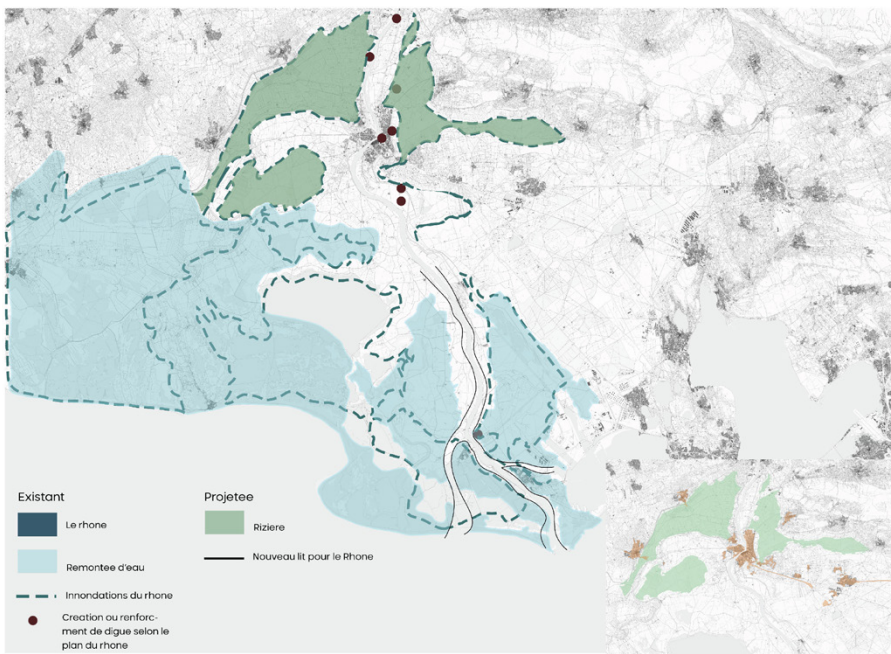 Existant
Le rhone
Remontee d'eau
Innondations du rhone
Creation ou renforc-
ment de digue selon le
plan du rhone
Projetee
Riziere
Nouveau lit pour le Rhone